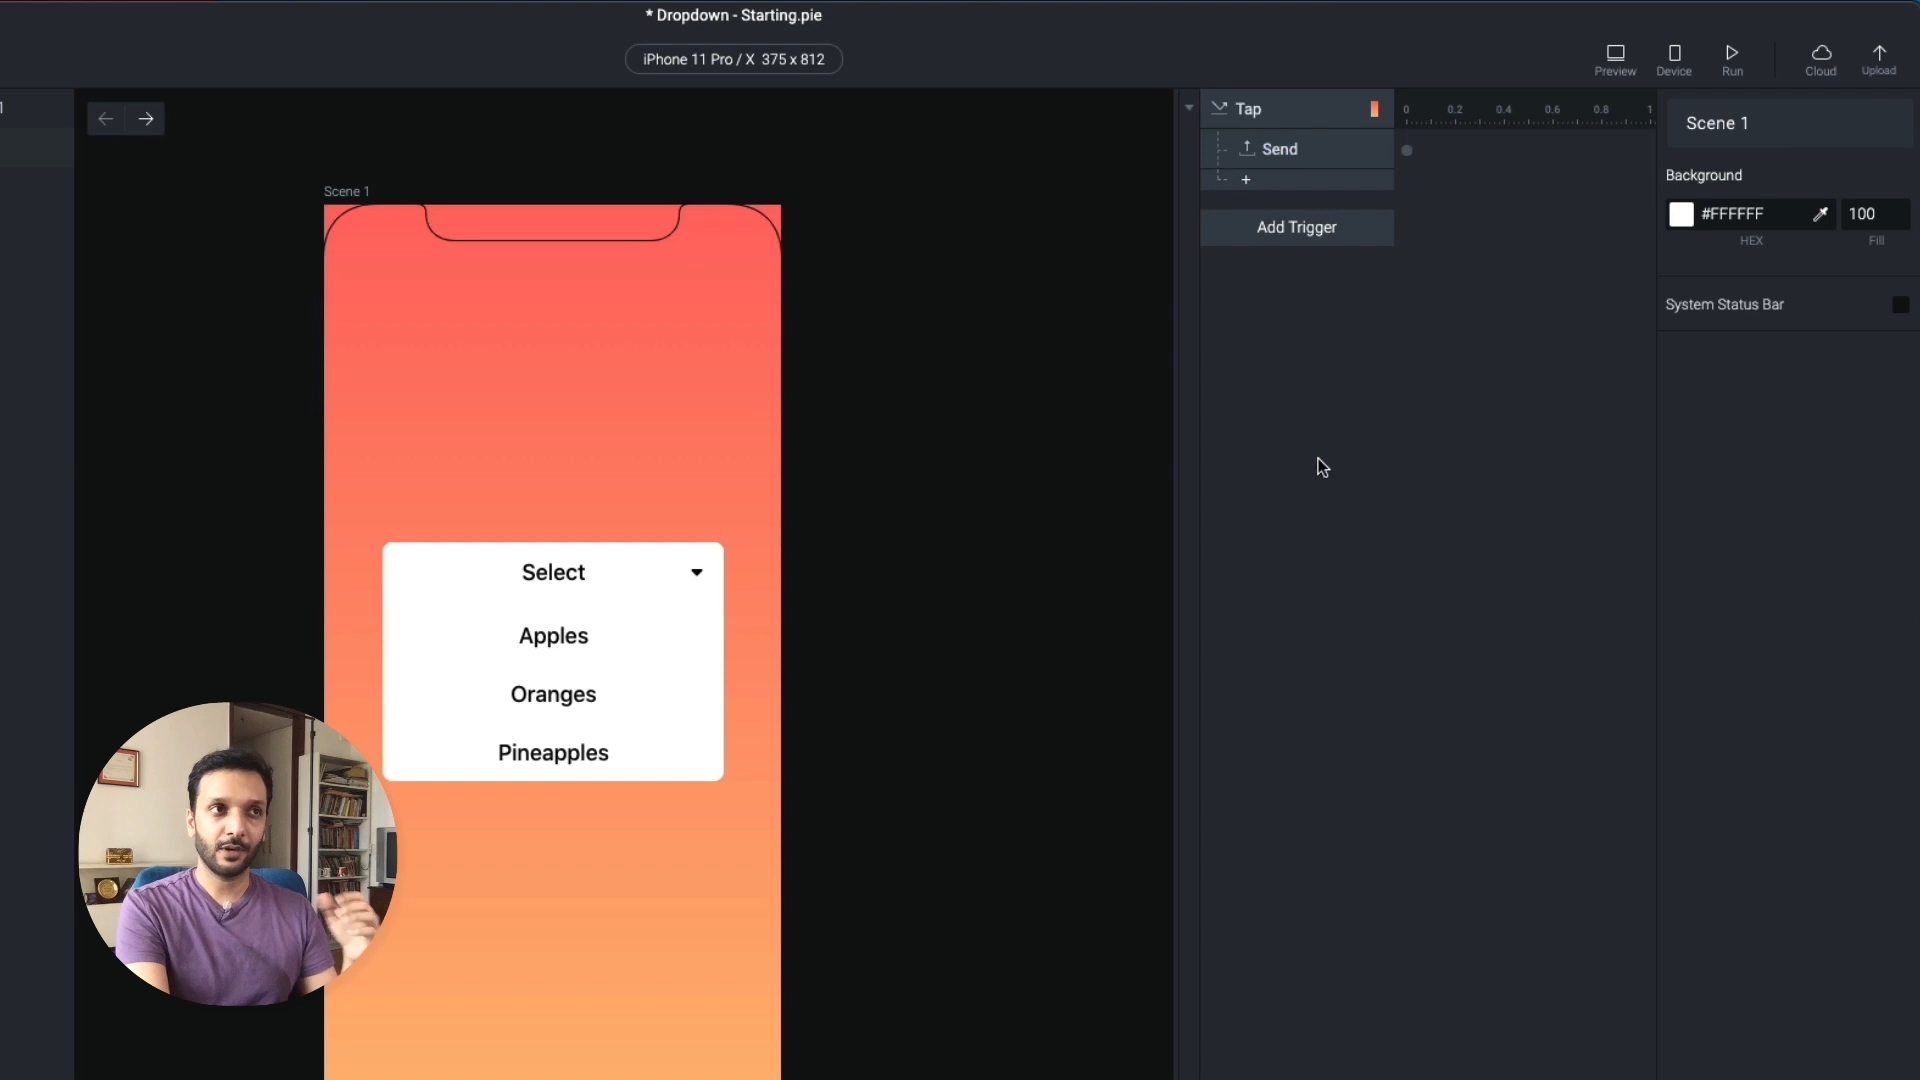 * Dropdown - Starting.pie
iPhone 11 Pro / X 375 x 812
Preview
Device
Run
Cloud
Upload
1
Tap
0 0.2 0.4 0.6 0.8 1
Scene 1
Send
+
Background
Scene 1
#FFFFFF
100
Add Trigger
HEX
Fill
System Status Bar
Select
Apples
Oranges
Pineapples